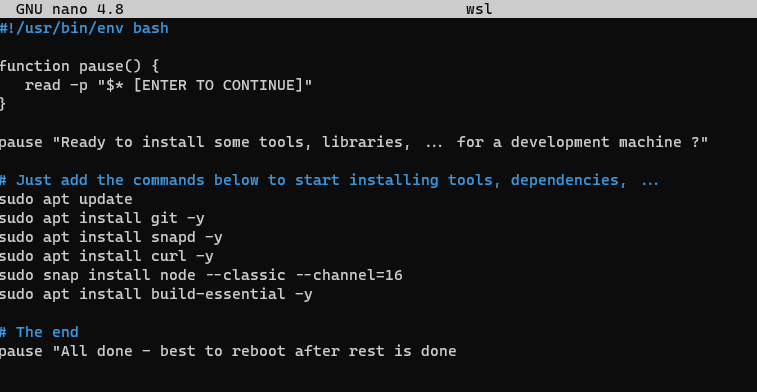 GNU nano 4.8 wsl
#!/usr/bin/env bash
function pause() {
read -p "$* [ENTER TO CONTINUE]"
}
pause "Ready to install some tools, libraries, ... for a development machine ?"
# Just add the commands below to start installing tools, dependencies, ...
sudo apt update
sudo apt install git -y
sudo apt install snapd -y
sudo apt install curl -y
sudo snap install node --classic --channel=16
sudo apt install build-essential -y
# The end
pause "All done - best to reboot after rest is done